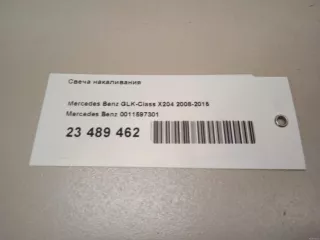 Свеча накаливания
Mercedes Benz GLK-Class X204 2008-2015
Mercedes Benz 0011597301
23 489 462